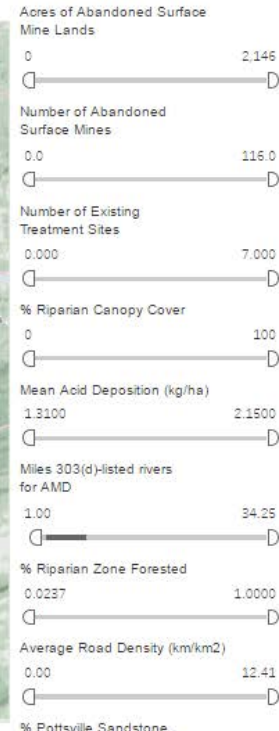 Acres of Abandoned Surface
Mine Lands
0 2,146
Number of Abandoned
Surface Mines
0.0 116.0
Number of Existing
Treatment Sites
0.000 7.000
% Riparian Canopy Cover
0 100
Mean Acid Deposition (kg/ha)
1.3100 2.1500
Miles 303(d)-listed rivers
for AMD
1.00 34.25
% Riparian Zone Forested
0.0237 1.0000
Average Road Density (km/km2)
0.00 12.41
% Pottsville Sandstone